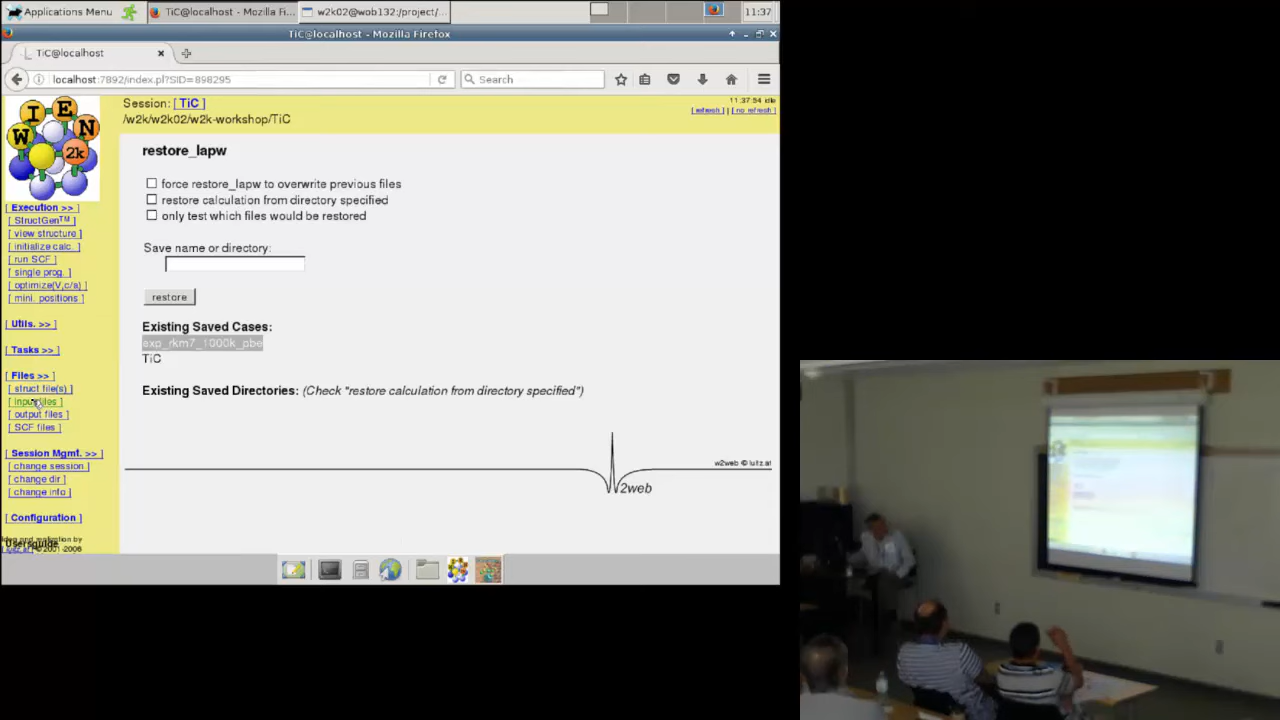 Applications Menu
TiC@localhost - Mozilla Fi...
w2k02@wob132:/project/...
11:37
TiC@localhost - Mozilla Firefox
TiC@localhost
localhost:7892/index.pl?SID=898295
Search
W I E N 2k
Session: [ TiC ]
/w2k/w2k02/w2k-workshop/TiC
11:37:54 idle
[ refresh ] [ no refresh ]
[ Execution >> ]
[ StructGen™ ]
[ view structure ]
[ initialize calc. ]
[ run SCF ]
[ single prog. ]
[ optimize(V,c/a) ]
[ mini. positions ]
[ Utils. >> ]
[ Tasks >> ]
[ Files >> ]
[ struct file(s) ]
[ input files ]
[ output files ]
[ SCF files ]
[ Session Mgmt. >> ]
[ change session ]
[ change dir ]
[ change info ]
[ Configuration ]
Usersguide
restore_lapw
force restore_lapw to overwrite previous files
restore calculation from directory specified
only test which files would be restored
Save name or directory:
restore
Existing Saved Cases:
exp_rkm7_1000k_pbe
TiC
Existing Saved Directories: (Check "restore calculation from directory specified")
w2web © luitz.at
2web